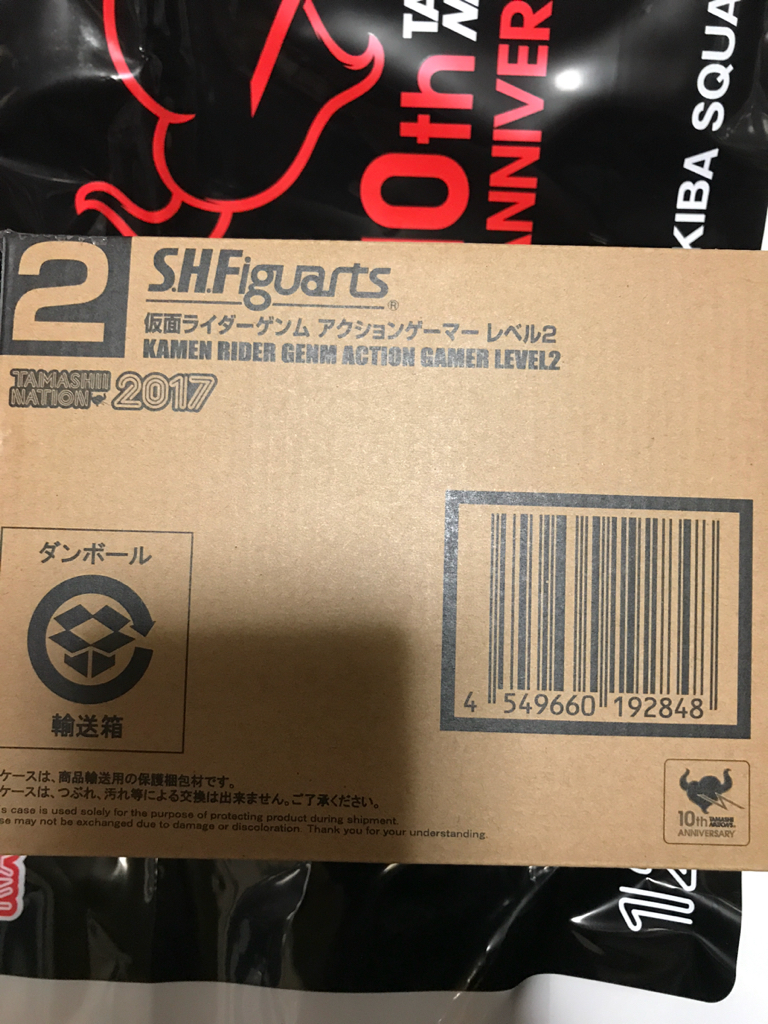 10th
ANNIVER
KIBA SQUA
2
S.H.Figuarts®
仮面ライダーゲンム アクションゲーマー レベル2
KAMEN RIDER GENM ACTION GAMER LEVEL2
TAMASHII
NATION 2017
ダンボール
輸送箱
4 549660 192848
ケースは、商品輸送用の保護梱包材です。
ケースは、つぶれ、汚れ等による交換は出来ません。ご了承ください。
s case is used solely for the purpose of protecting product during shipment.
se may not be exchanged due to damage or discoloration. Thank you for your understanding.
10th TAMASHII NATIONS
ANNIVERSARY